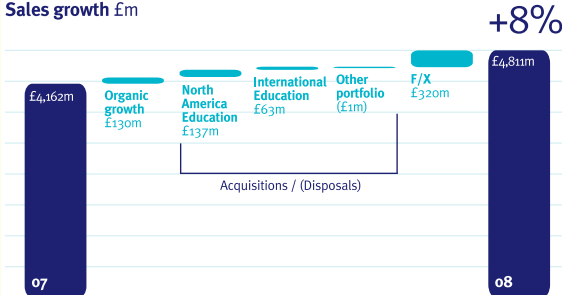 Sales growth £m
+8%
£4,162m
Organic
growth
£130m
North
America
Education
£137m
International
Education
£63m
Other
portfolio
(£1m)
F/X
£320m
£4,811m
Acquisitions / (Disposals)
07
08